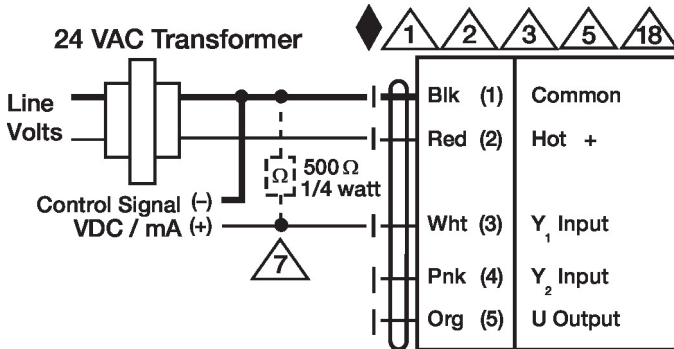 1 2 3 5 18
24 VAC Transformer
Line
Volts
Blk (1) Common
Red (2) Hot +
Ω 500 Ω
1/4 watt
Control Signal (-)
VDC / mA (+)
Wht (3) Y1 Input
7
Pnk (4) Y2 Input
Org (5) U Output